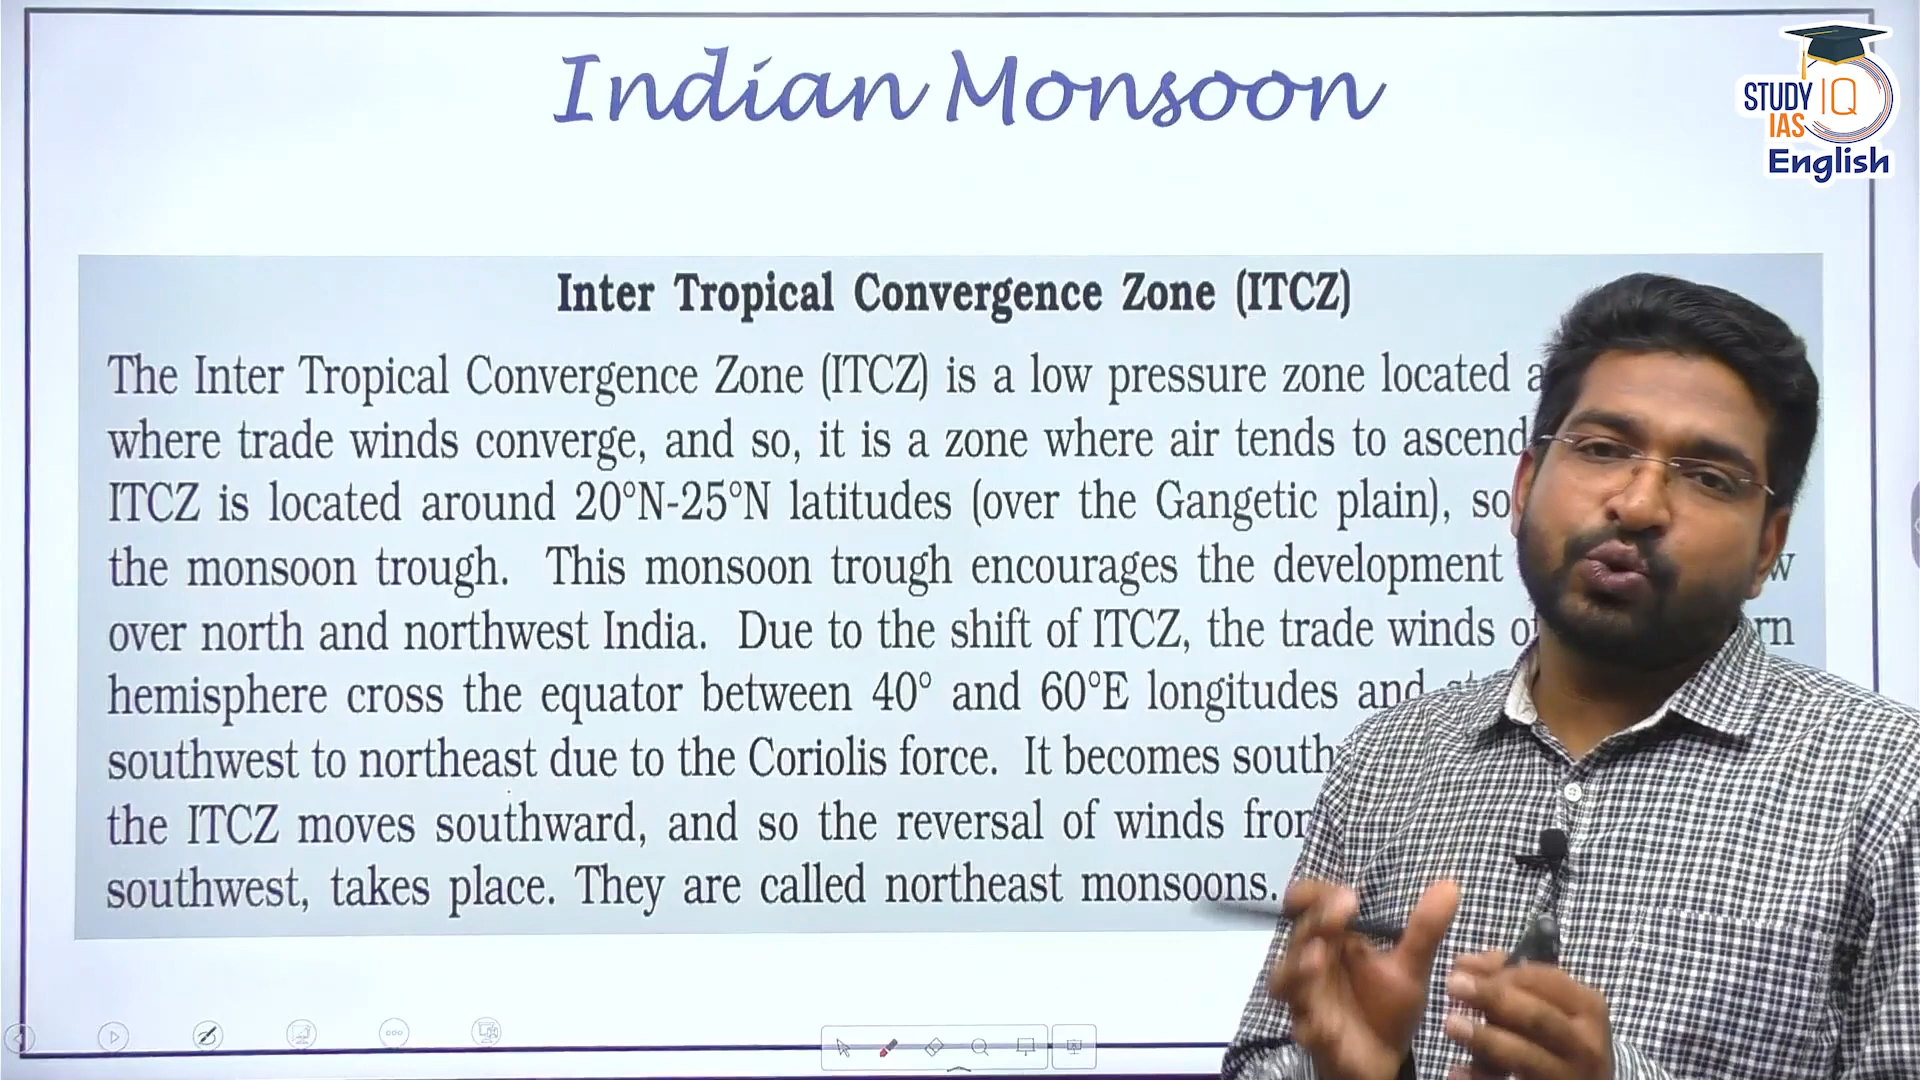 Indian Monsoon
STUDY IQ
IAS
English
Inter Tropical Convergence Zone (ITCZ)
The Inter Tropical Convergence Zone (ITCZ) is a low pressure zone located
where trade winds converge, and so, it is a zone where air tends to ascend
ITCZ is located around 20°N-25°N latitudes (over the Gangetic plain), so
the monsoon trough. This monsoon trough encourages the development
over north and northwest India. Due to the shift of ITCZ, the trade winds
hemisphere cross the equator between 40° and 60°E longitudes and
southwest to northeast due to the Coriolis force. It becomes
the ITCZ moves southward, and so the reversal of winds
southwest, takes place. They are called northeast monsoons.